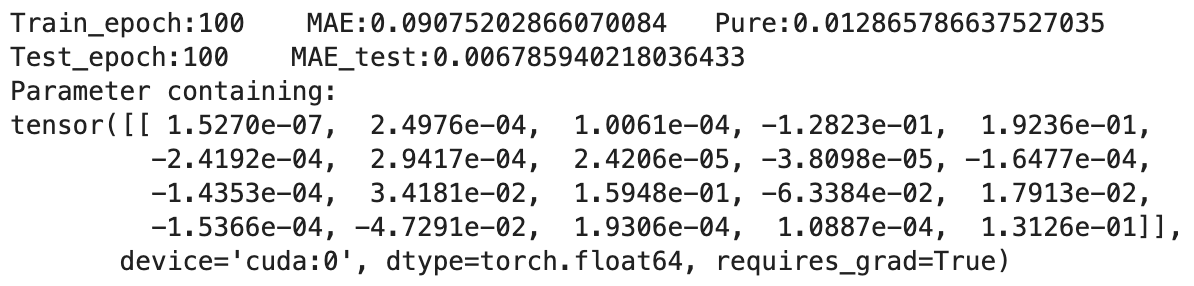 Train_epoch:100    MAE:0.09075202866070084   Pure:0.012865786637527035
Test_epoch:100    MAE_test:0.006785940218036433
Parameter containing:
tensor([[ 1.5270e-07,  2.4976e-04,  1.0061e-04, -1.2823e-01,  1.9236e-01,
         -2.4192e-04,  2.9417e-04,  2.4206e-05, -3.8098e-05, -1.6477e-04,
         -1.4353e-04,  3.4181e-02,  1.5948e-01, -6.3384e-02,  1.7913e-02,
         -1.5366e-04, -4.7291e-02,  1.9306e-04,  1.0887e-04,  1.3126e-01]],
       device='cuda:0', dtype=torch.float64, requires_grad=True)